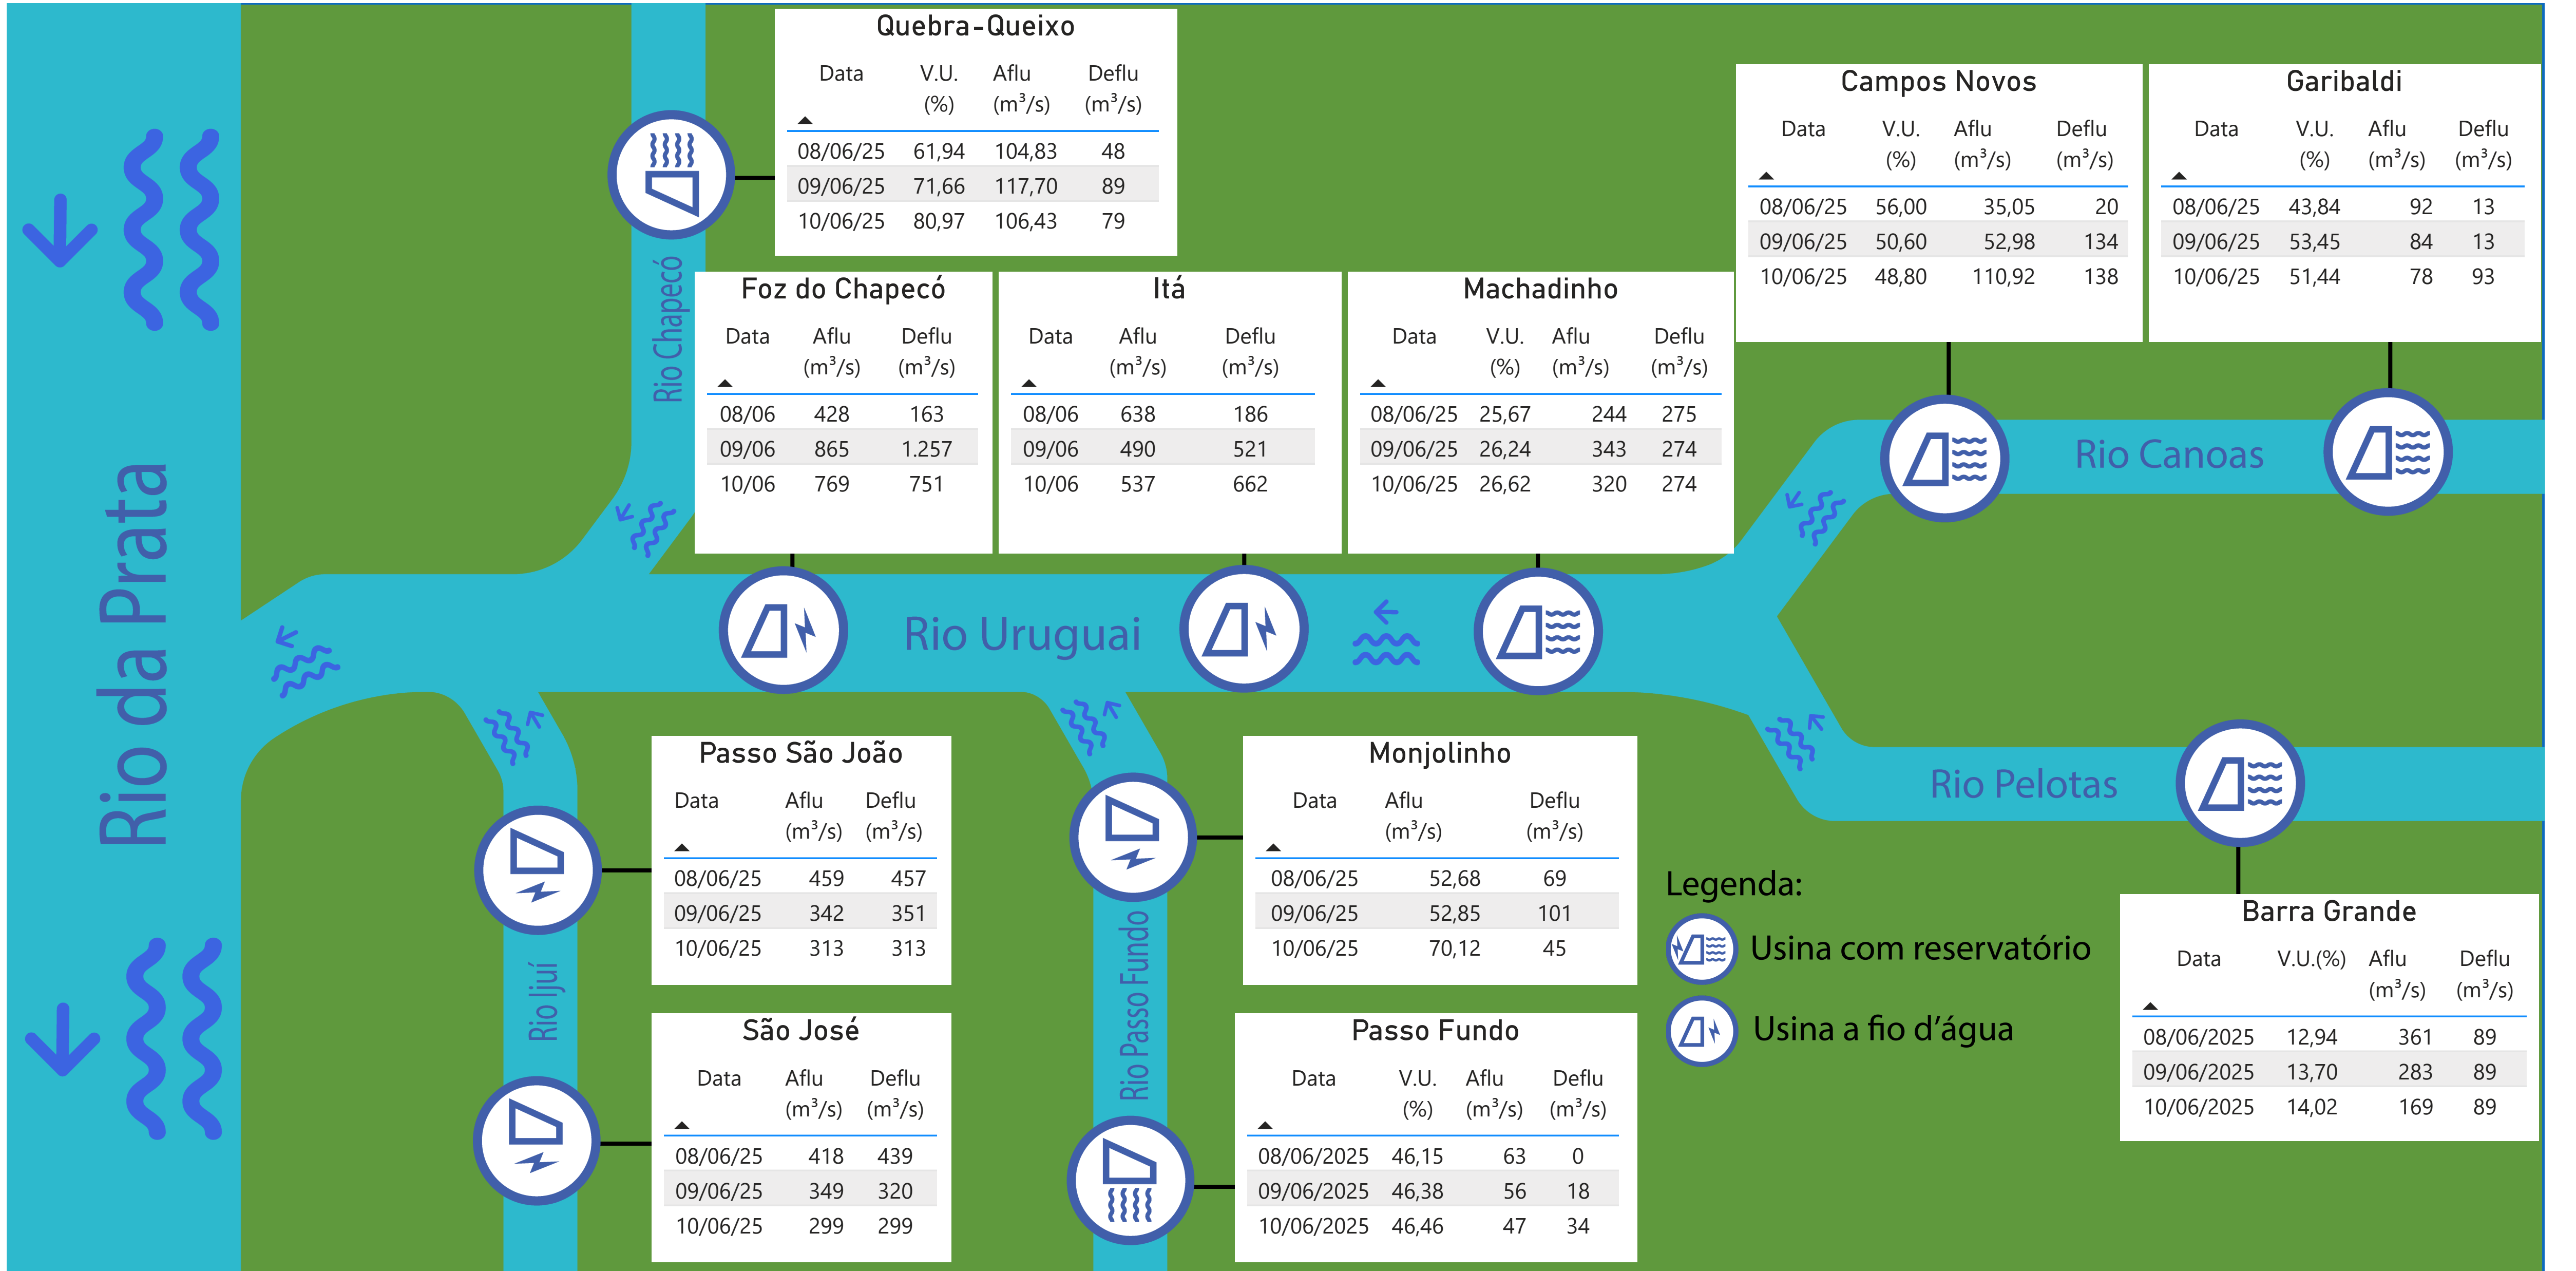 Quebra-Queixo
Data V.U. (%) Aflu (m³/s) Deflu (m³/s)
08/06/25 61,94 104,83 48
09/06/25 71,66 117,70 89
10/06/25 80,97 106,43 79
Campos Novos
Data V.U. (%) Aflu (m³/s) Deflu (m³/s)
08/06/25 56,00 35,05 20
09/06/25 50,60 52,98 134
10/06/25 48,80 110,92 138
Garibaldi
Data V.U. (%) Aflu (m³/s) Deflu (m³/s)
08/06/25 43,84 92 13
09/06/25 53,45 84 13
10/06/25 51,44 78 93
Rio Chapecó
Foz do Chapecó
Data Aflu (m³/s) Deflu (m³/s)
08/06 428 163
09/06 865 1.257
10/06 769 751
Itá
Data Aflu (m³/s) Deflu (m³/s)
08/06 638 186
09/06 490 521
10/06 537 662
Machadinho
Data V.U. (%) Aflu (m³/s) Deflu (m³/s)
08/06/25 25,67 244 275
09/06/25 26,24 343 274
10/06/25 26,62 320 274
Rio Canoas
Rio da Prata
Rio Uruguai
Rio Pelotas
Passo São João
Data Aflu (m³/s) Deflu (m³/s)
08/06/25 459 457
09/06/25 342 351
10/06/25 313 313
Monjolinho
Data Aflu (m³/s) Deflu (m³/s)
08/06/25 52,68 69
09/06/25 52,85 101
10/06/25 70,12 45
Legenda:
Usina com reservatório
Usina a fio d’água
Barra Grande
Data V.U.(%) Aflu (m³/s) Deflu (m³/s)
08/06/2025 12,94 361 89
09/06/2025 13,70 283 89
10/06/2025 14,02 169 89
Rio Ijuí
Rio Passo Fundo
São José
Data Aflu (m³/s) Deflu (m³/s)
08/06/25 418 439
09/06/25 349 320
10/06/25 299 299
Passo Fundo
Data V.U. (%) Aflu (m³/s) Deflu (m³/s)
08/06/2025 46,15 63 0
09/06/2025 46,38 56 18
10/06/2025 46,46 47 34